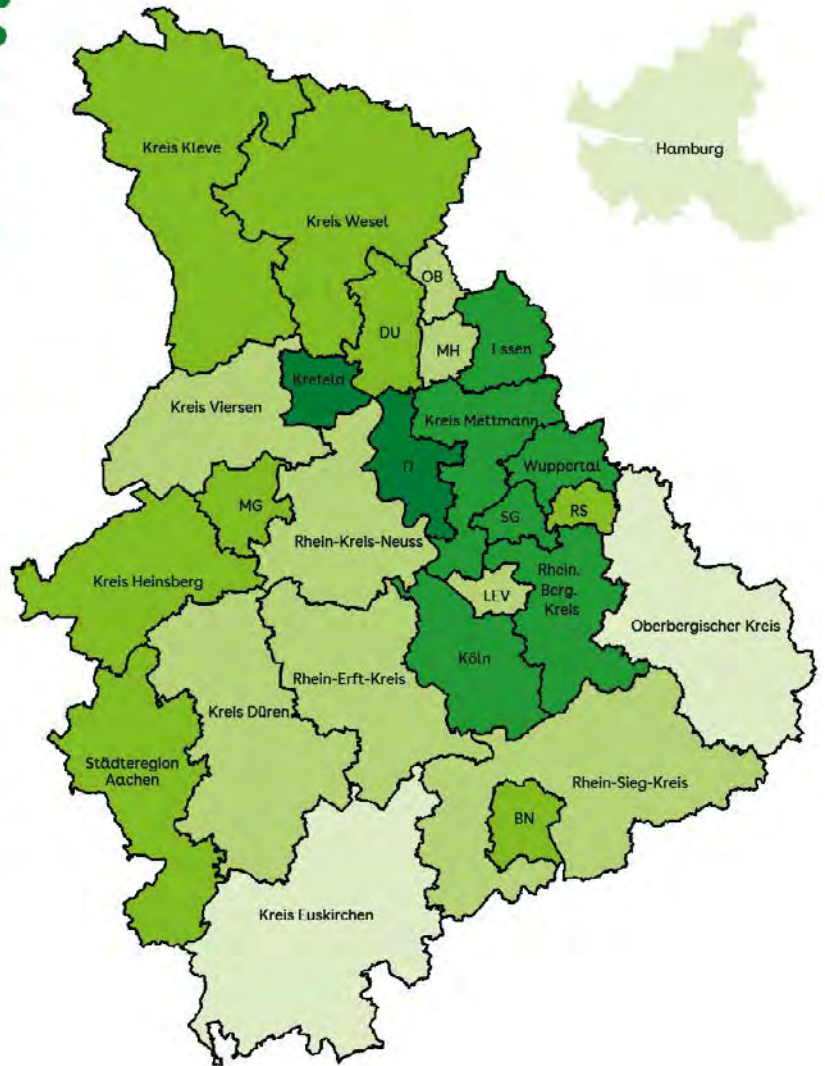 Kreis Kleve
Hamburg
Kreis Wesel
OB
DU
MH
Essen
Krefeld
Kreis Viersen
Kreis Mettmann
D
Wuppertal
MG
SG
RS
Rhein-Kreis-Neuss
Kreis Heinsberg
LEV
Rhein.
Berg.
Kreis
Oberbergischer Kreis
Köln
Rhein-Erft-Kreis
Kreis Düren
Städteregion
Aachen
Rhein-Sieg-Kreis
BN
Kreis Euskirchen